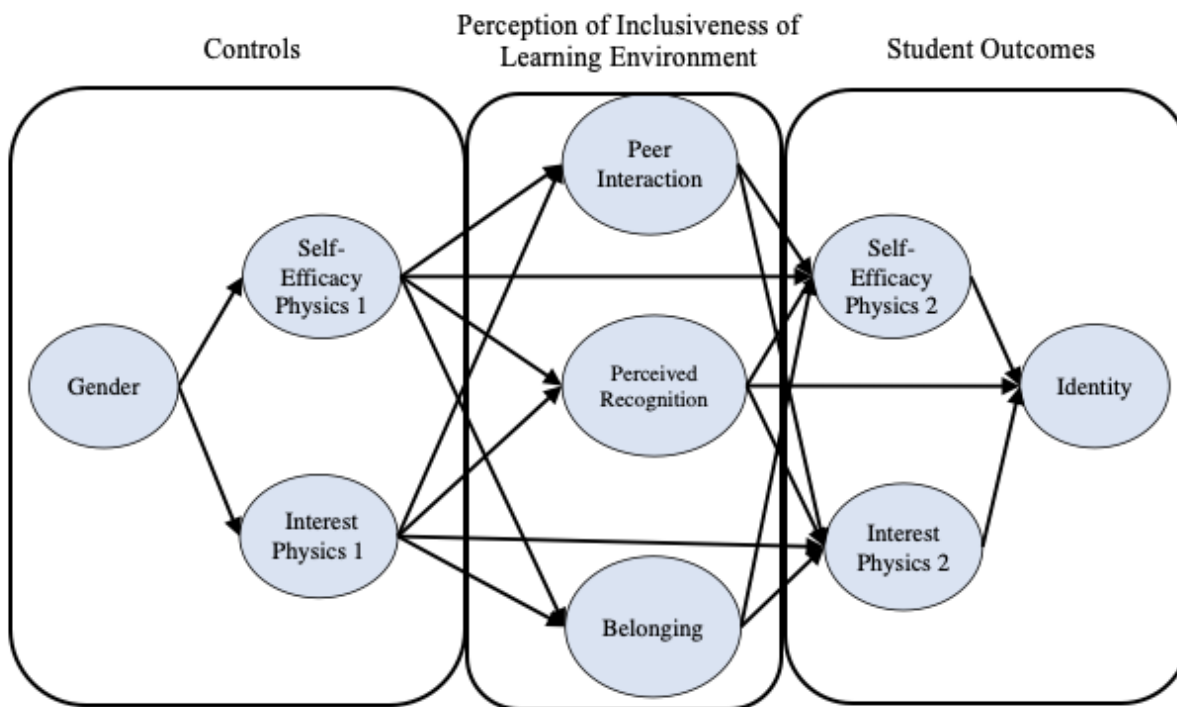 Controls
Perception of Inclusiveness of
Learning Environment
Student Outcomes
Gender
Self-
Efficacy
Physics 1
Interest
Physics 1
Peer
Interaction
Perceived
Recognition
Belonging
Self-
Efficacy
Physics 2
Interest
Physics 2
Identity